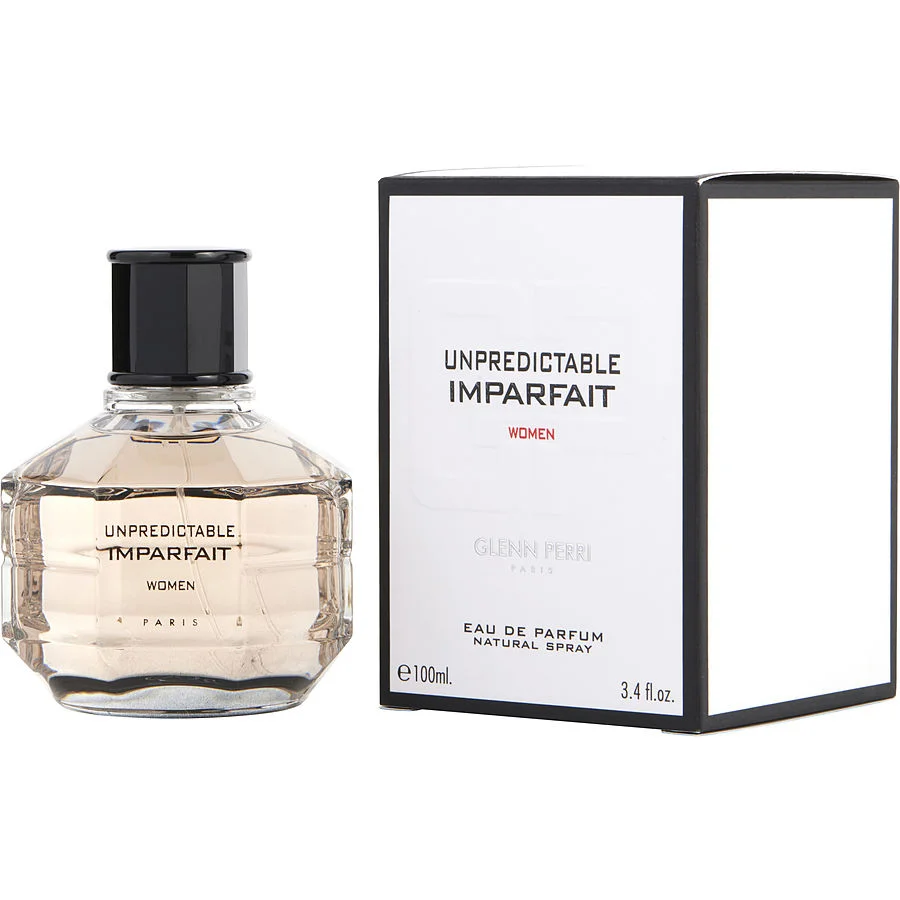 UNPREDICTABLE
IMPARFAIT
WOMEN
PARIS
UNPREDICTABLE
IMPARFAIT
WOMEN
GLENN PERRI
PARIS
EAU DE PARFUM
NATURAL SPRAY
℮100ml.
3.4 fl.oz.